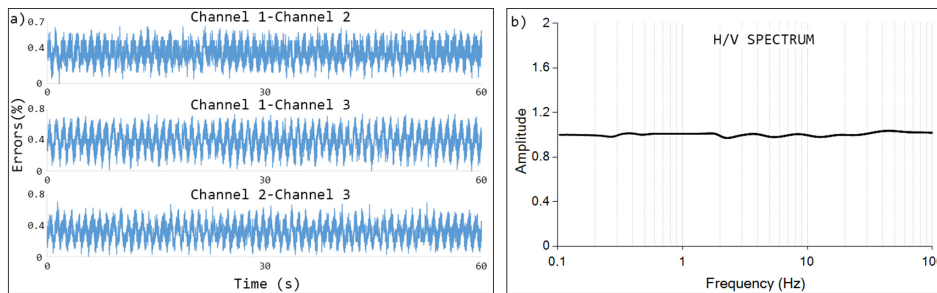 a)
Channel 1-Channel 2
0.7
0.4
0
0
30
60
Channel 1-Channel 3
0.8
0.4
0
0
30
60
Channel 2-Channel 3
0.8
0.4
0
0
30
60
Errors(%)
Time (s)
b)
H/V SPECTRUM
2
1.6
1.2
0.8
0.4
0
Amplitude
0.1
1
10
100
Frequency (Hz)